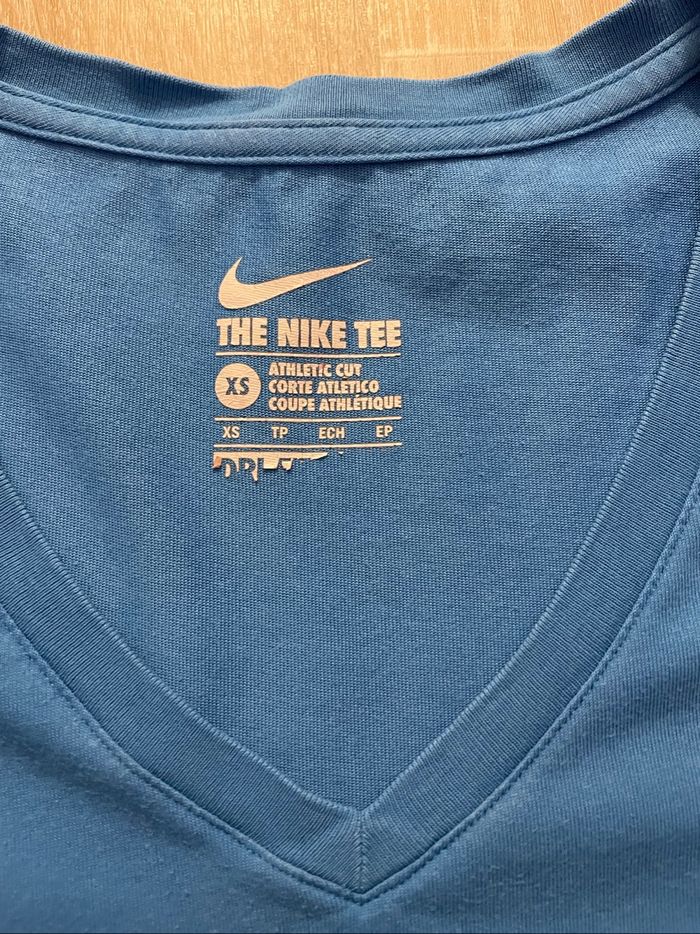 THE NIKE TEE
XS
ATHLETIC CUT
CORTE ATLETICO
COUPE ATHLÉTIQUE
XS TP ECH EP